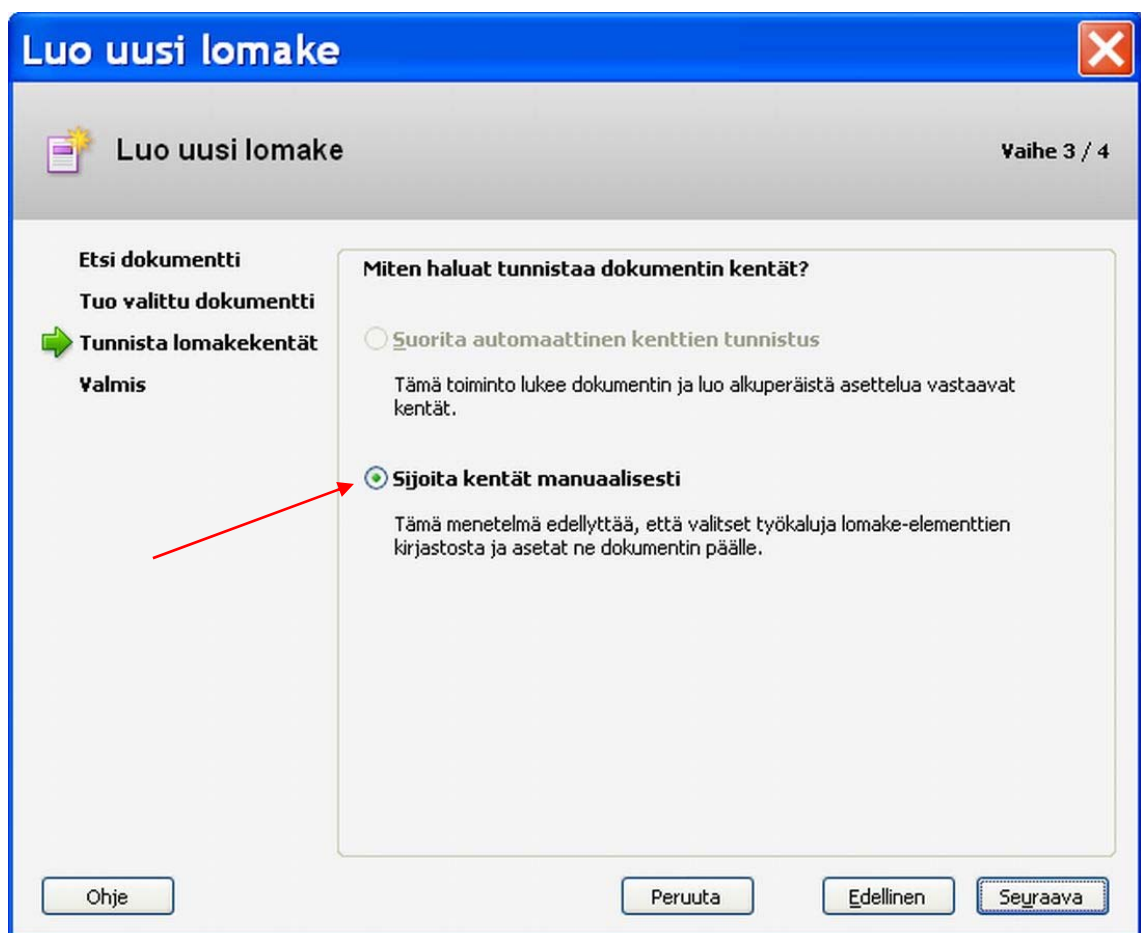 Luo uusi lomake
Luo uusi lomake
Vaihe 3 / 4
Etsi dokumentti
Tuo valittu dokumentti
Tunnista lomakekentät
Valmis
Miten haluat tunnistaa dokumentin kentät?
Suorita automaattinen kenttien tunnistus
Tämä toiminto lukee dokumentin ja luo alkuperäistä asettelua vastaavat
kentät.
Sijoita kentät manuaalisesti
Tämä menetelmä edellyttää, että valitset työkaluja lomake-elementtien
kirjastosta ja asetat ne dokumentin päälle.
Ohje
Peruuta
Edellinen
Seuraava